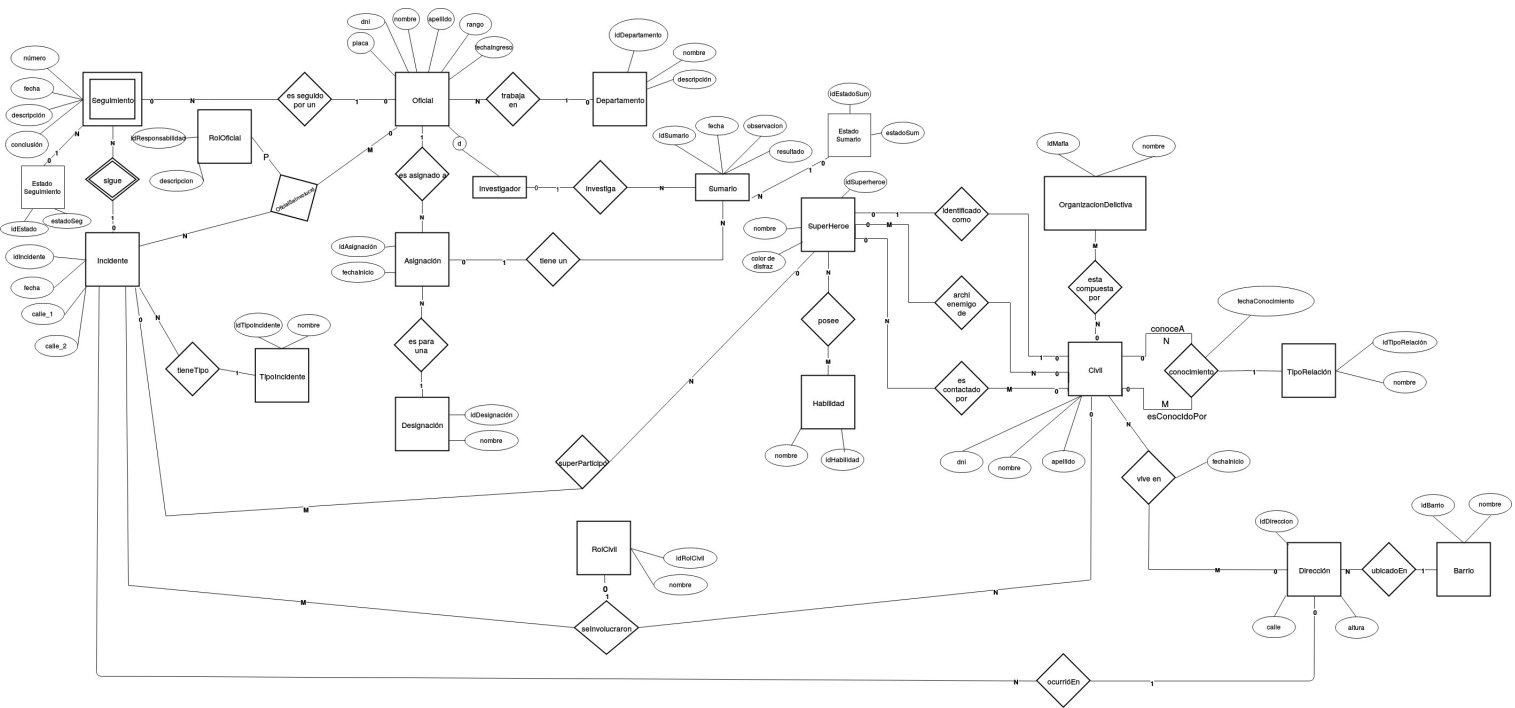 dni
nombre
apellido
rango
placa
fechaIngreso
Oficial
número
fecha
descripción
conclusión
Seguimiento
0
N
es seguido
por un
1
0
N
trabaja
en
1
0
Departamento
idDepartamento
nombre
descripción
RolOficial
idResponsabilidad
descripcion
P
M
0
N
N
1
0
Estado
Seguimiento
idEstado
estadoSeg
N
sigue
1
0
Incidente
idIncidente
fecha
calle_1
calle_2
d
Investigador
0
1
Investiga
N
Sumario
idSumario
fecha
observacion
resultado
idEstadoSum
Estado
Sumario
estadoSum
0
1
N
1
es asignado a
N
Asignación
idAsignación
fechaInicio
0
1
tiene un
N
N
es para
una
1
Designación
idDesignación
nombre
0
N
tieneTipo
1
TipoIncidente
idTipoIncidente
nombre
SuperHeroe
idSuperheroe
nombre
color de
disfraz
0
N
superParticipó
M
N
posee
M
Habilidad
nombre
idHabilidad
0
1
identificado
como
1
0
0
M
archi
enemigo
de
N
0
0
N
es
contactado
por
M
0
OrganizacionDelictiva
idMafia
nombre
M
esta
compuesta
por
N
0
Civil
dni
nombre
apellido
0
conoceA
N
conocimiento
fechaConocimiento
0
M
esConocidoPor
1
TipoRelación
idTipoRelación
nombre
N
vive en
fechaInicio
M
0
Dirección
idDireccion
calle
altura
N
ubicadoEn
1
Barrio
idBarrio
nombre
RolCivil
idRolCivil
nombre
0
1
seInvolucraron
M
N
0
N
ocurrióEn
1
0